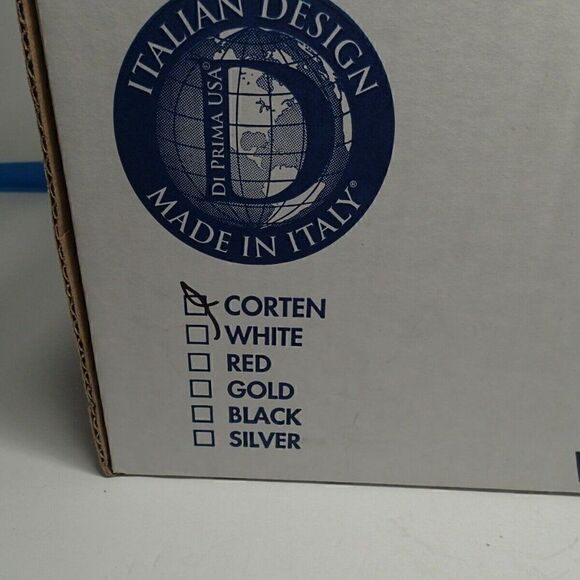 ITALIAN DESIGN
DI PRIMA USA®
D
MADE IN ITALY®
CORTEN
WHITE
RED
GOLD
BLACK
SILVER